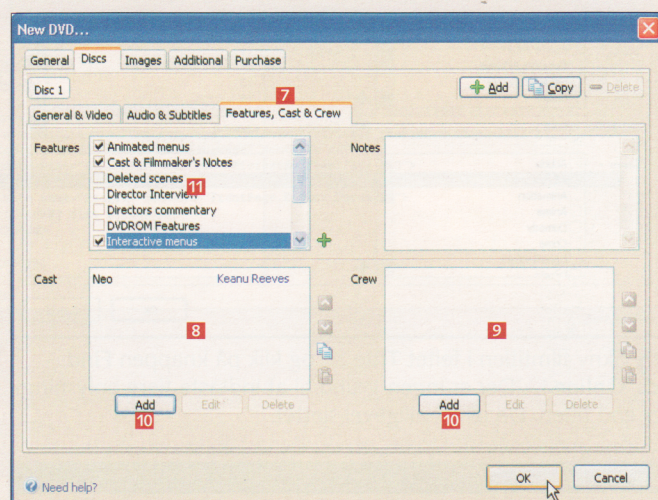 New DVD...
General Discs Images Additional Purchase
Disc 1
Add Copy Delete
7
General & Video Audio & Subtitles Features, Cast & Crew
Features
Animated menus
Cast & Filmmaker's Notes
Deleted scenes
11
Director Interview
Directors commentary
DVDROM Features
Interactive menus
Notes
Cast
Neo Keanu Reeves
8
Add Edit Delete
10
Crew
9
Add Edit Delete
10
Need help?
OK Cancel